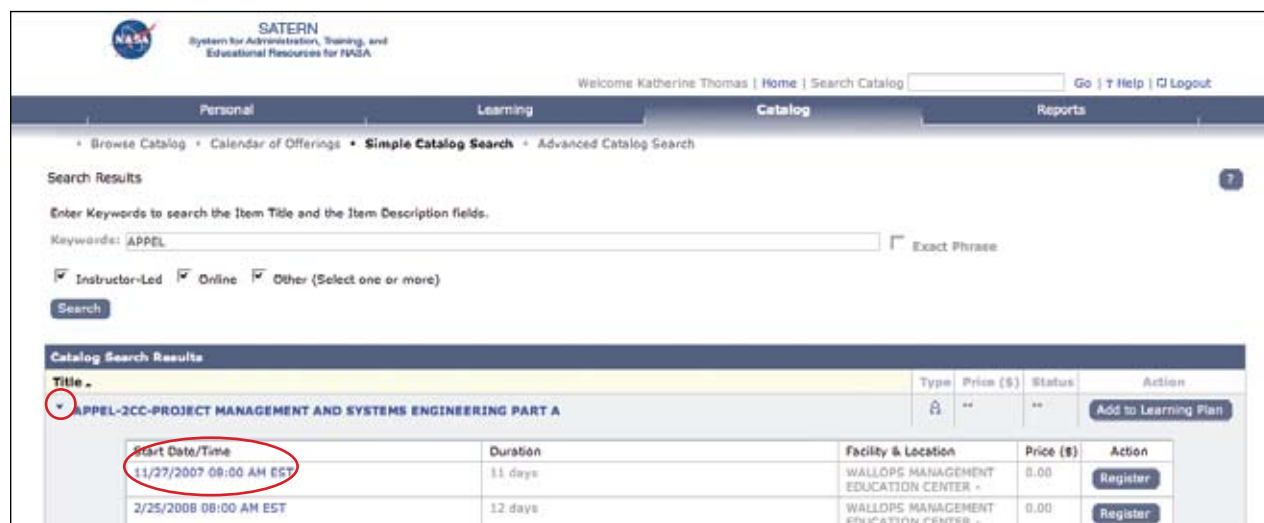 NASA
SATERN
System for Administration, Training, and
Educational Resources for NASA
Welcome Katherine Thomas | Home | Search Catalog Go | ? Help | Logout
Personal Learning Catalog Reports
• Browse Catalog • Calendar of Offerings • Simple Catalog Search • Advanced Catalog Search
Search Results ?
Enter Keywords to search the Item Title and the Item Description fields.
Keywords: APPEL Exact Phrase
Instructor-Led Online Other (Select one or more)
Search
Catalog Search Results
Title Type Price ($) Status Action
APPEL-2CC-PROJECT MANAGEMENT AND SYSTEMS ENGINEERING PART A -- -- Add to Learning Plan
Start Date/Time Duration Facility & Location Price ($) Action
11/27/2007 08:00 AM EST 11 days WALLOPS MANAGEMENT 0.00 Register
EDUCATION CENTER -
2/25/2008 08:00 AM EST 12 days WALLOPS MANAGEMENT 0.00 Register
EDUCATION CENTER -